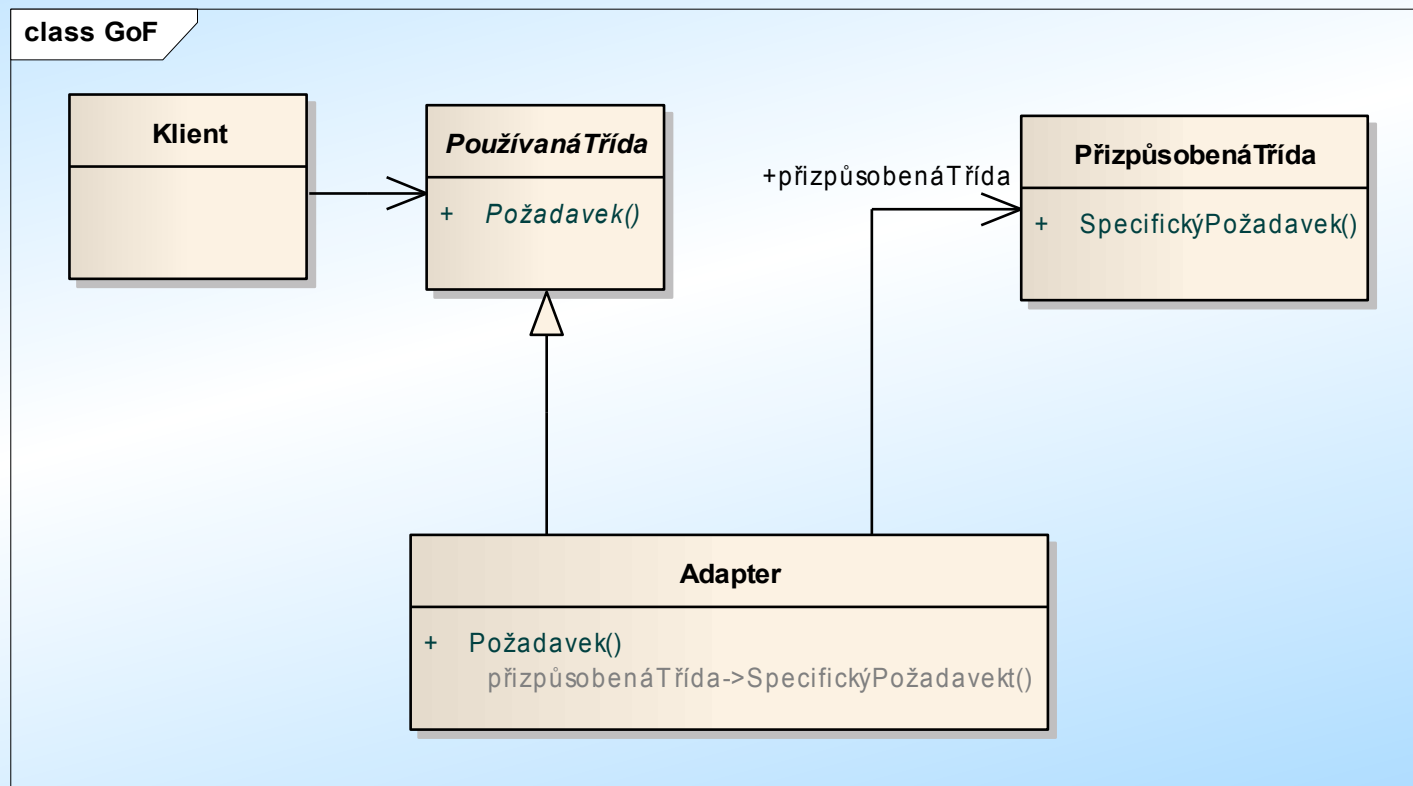 class GoF
Klient
PoužívanáTřída
+ Požadavek()
+přizpůsobenáTřída
PřizpůsobenáTřída
+ SpecifickýPožadavek()
Adapter
+ Požadavek()
přizpůsobenáTřída->SpecifickýPožadavekt()